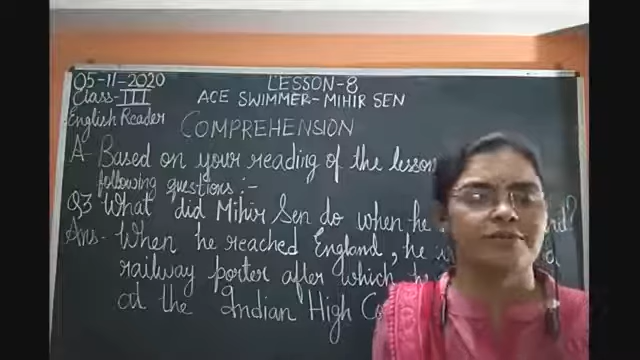 05-11-2020
LESSON-8
Class-III
ACE SWIMMER-MIHIR SEN
English Reader
COMPREHENSION
A- Based on your reading of the lesson
following questions:-
Q3 What did Mihir Sen do when he
Ans- When he reached England, he
railway porter after which he
at the Indian High